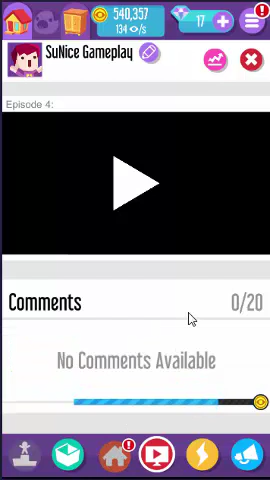 540,357
134 /s
17
SuNice Gameplay
Episode 4:
Comments
0/20
No Comments Available